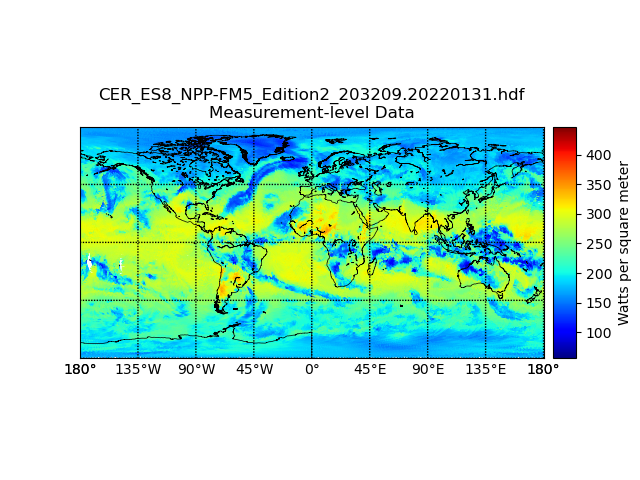 CER_ES8_NPP-FM5_Edition2_203209.20220131.hdf
Measurement-level Data
400
350
300
250
200
150
100
Watts per square meter
180° 135°W 90°W 45°W 0° 45°E 90°E 135°E 180°